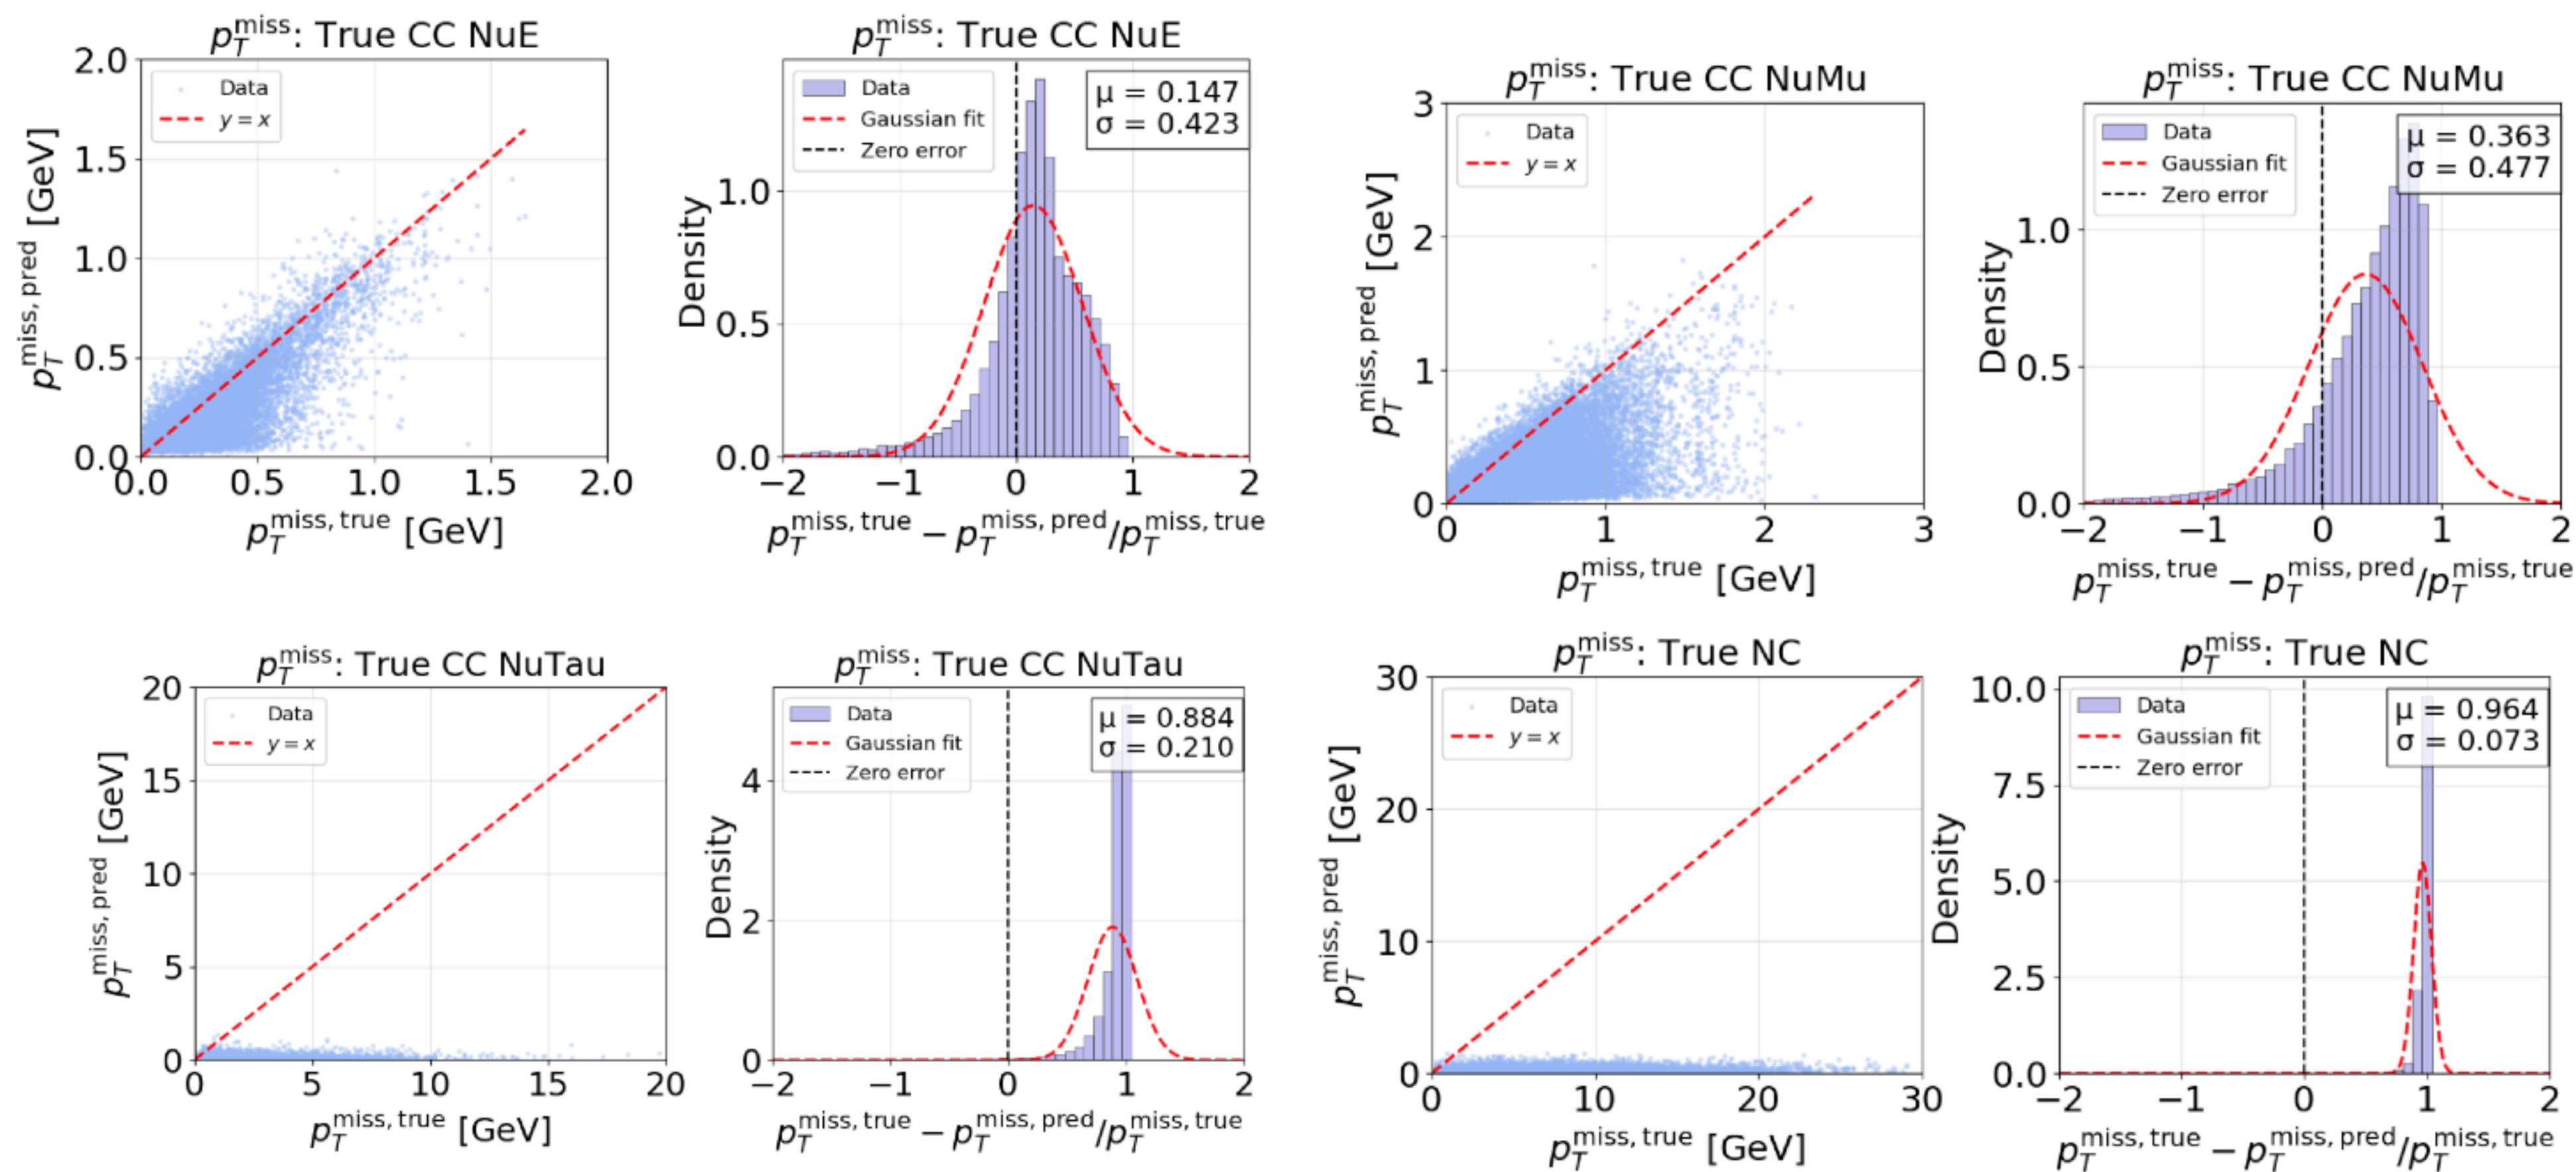 p_T^miss: True CC NuE
2.0
1.5
1.0
0.5
0.0
p_T^miss, pred [GeV]
Data
y = x
0.0 0.5 1.0 1.5 2.0
p_T^miss, true [GeV]
p_T^miss: True CC NuE
Data
Gaussian fit
Zero error
μ = 0.147
σ = 0.423
Density
1.0
0.5
0.0
−2 −1 0 1 2
p_T^miss, true − p_T^miss, pred/p_T^miss, true
p_T^miss: True CC NuMu
3
2
1
0
p_T^miss, pred [GeV]
Data
y = x
0 1 2 3
p_T^miss, true [GeV]
p_T^miss: True CC NuMu
Data
Gaussian fit
Zero error
μ = 0.363
σ = 0.477
Density
1.0
0.5
0.0
−2 −1 0 1 2
p_T^miss, true − p_T^miss, pred/p_T^miss, true
p_T^miss: True CC NuTau
20
15
10
5
0
p_T^miss, pred [GeV]
Data
y = x
0 5 10 15 20
p_T^miss, true [GeV]
p_T^miss: True CC NuTau
Data
Gaussian fit
Zero error
μ = 0.884
σ = 0.210
Density
4
2
0
−2 −1 0 1 2
p_T^miss, true − p_T^miss, pred/p_T^miss, true
p_T^miss: True NC
30
20
10
0
p_T^miss, pred [GeV]
Data
y = x
0 10 20 30
p_T^miss, true [GeV]
p_T^miss: True NC
Data
Gaussian fit
Zero error
μ = 0.964
σ = 0.073
Density
10.0
7.5
5.0
2.5
0.0
−2 −1 0 1 2
p_T^miss, true − p_T^miss, pred/p_T^miss, true